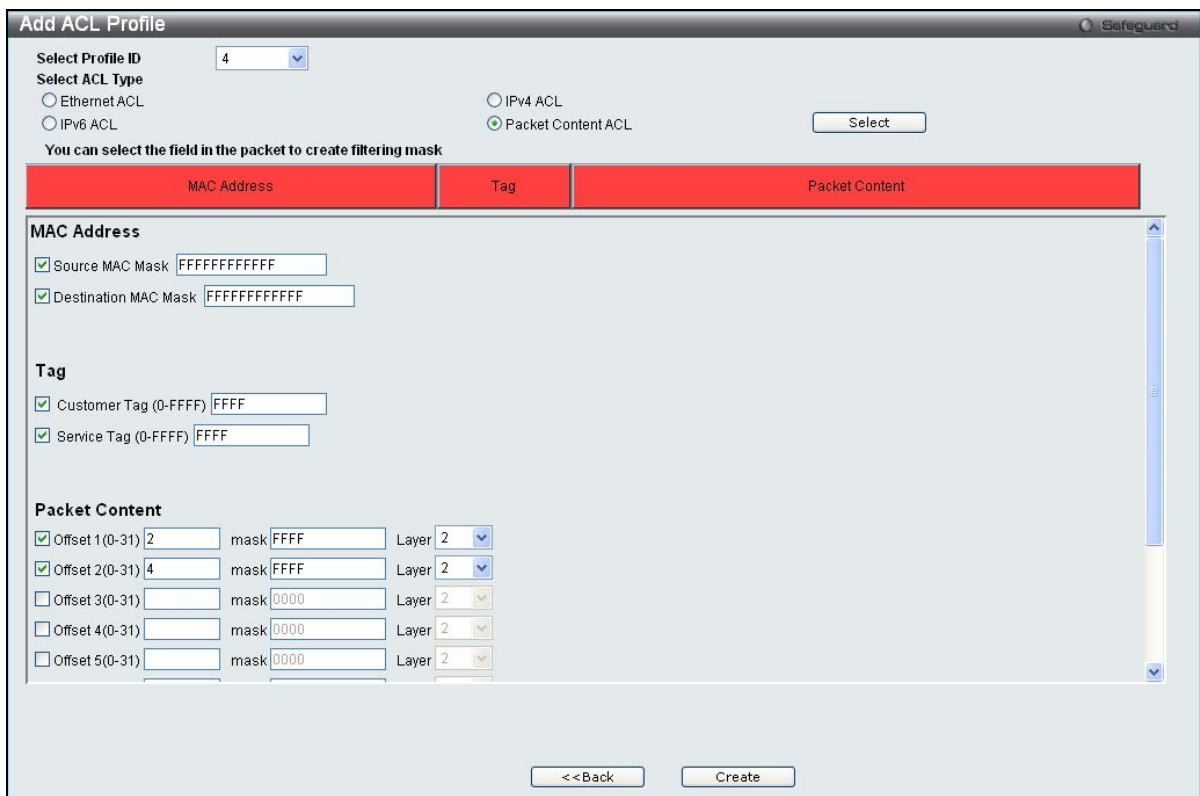 Add ACL Profile
Safeguard
Select Profile ID 4
Select ACL Type
Ethernet ACL IPv4 ACL
IPv6 ACL Packet Content ACL Select
You can select the field in the packet to create filtering mask
MAC Address Tag Packet Content
MAC Address
Source MAC Mask FFFFFFFFFFFF
Destination MAC Mask FFFFFFFFFFFF
Tag
Customer Tag (0-FFFF) FFFF
Service Tag (0-FFFF) FFFF
Packet Content
Offset 1(0-31) 2 mask FFFF Layer 2
Offset 2(0-31) 4 mask FFFF Layer 2
Offset 3(0-31) mask 0000 Layer 2
Offset 4(0-31) mask 0000 Layer 2
Offset 5(0-31) mask 0000 Layer 2
<<Back Create